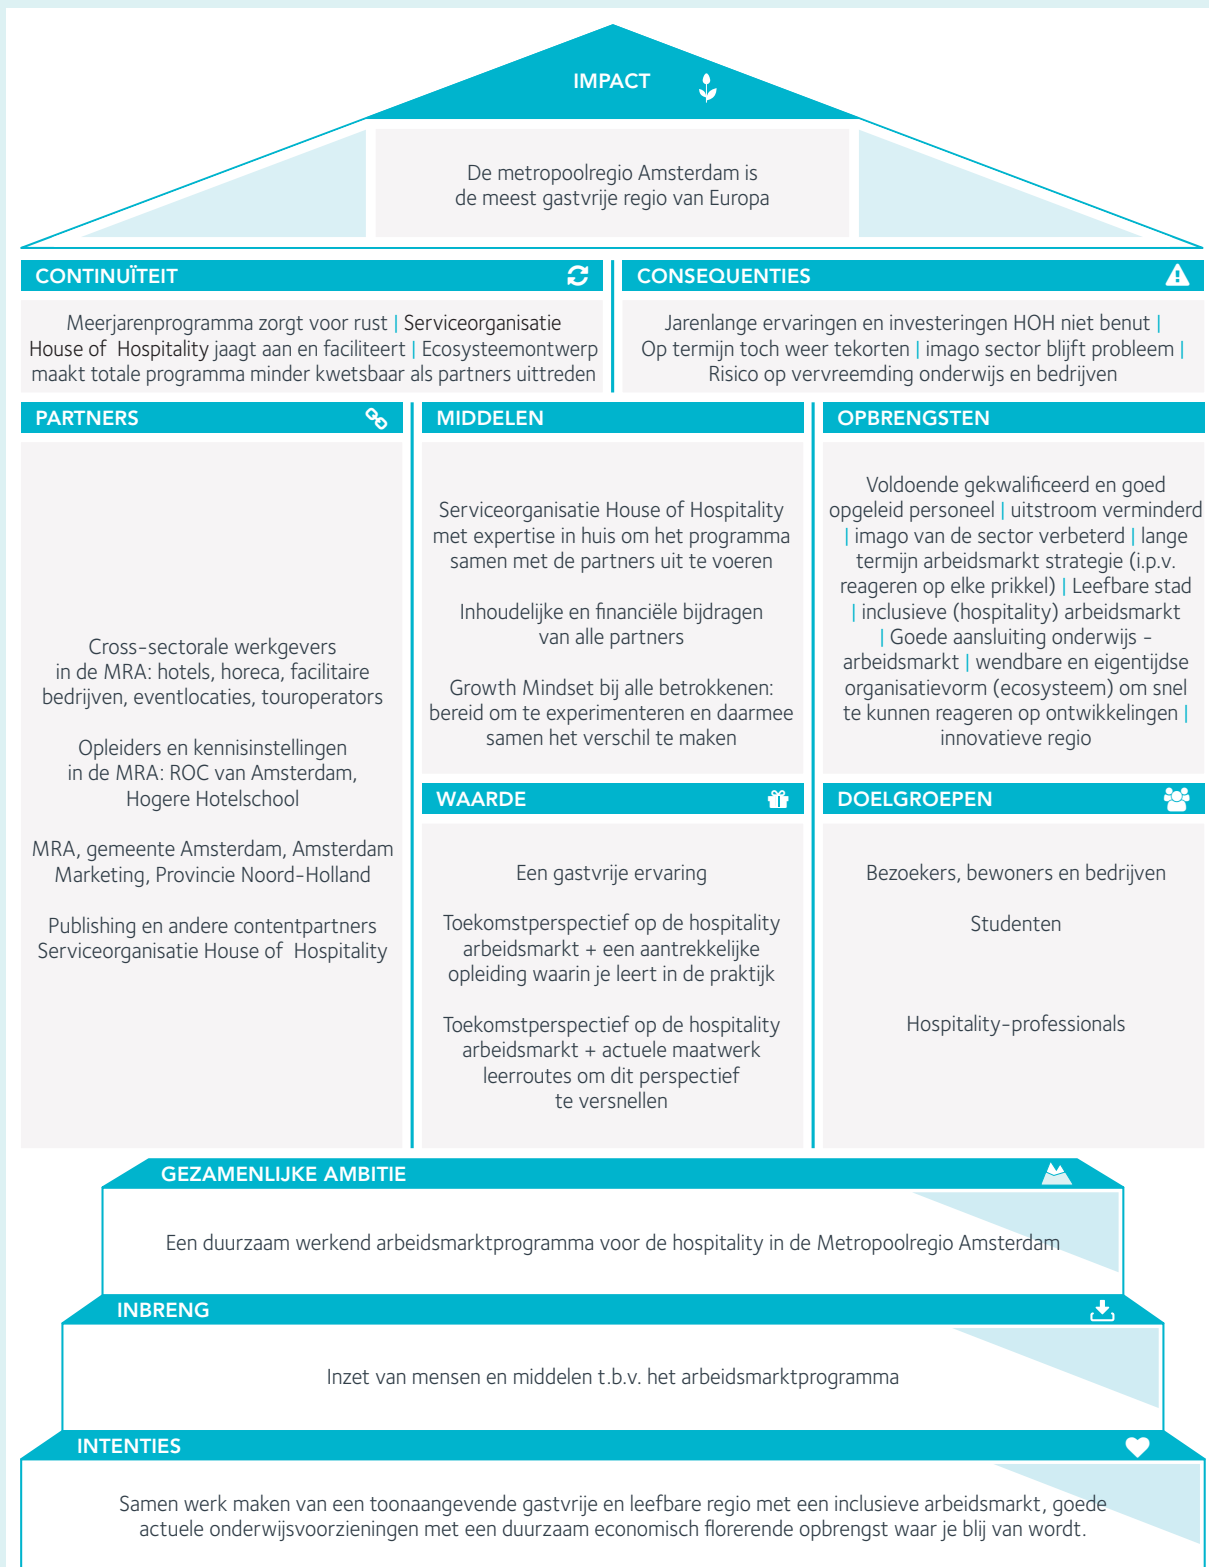 IMPACT
De metropoolregio Amsterdam is
de meest gastvrije regio van Europa
CONTINUÏTEIT
Meerjarenprogramma zorgt voor rust | Serviceorganisatie
House of Hospitality jaagt aan en faciliteert | Ecosysteemontwerp
maakt totale programma minder kwetsbaar als partners uittreden
CONSEQUENTIES
Jarenlange ervaringen en investeringen HOH niet benut |
Op termijn toch weer tekorten | imago sector blijft probleem |
Risico op vervreemding onderwijs en bedrijven
PARTNERS
Cross-sectorale werkgevers
in de MRA: hotels, horeca, facilitaire
bedrijven, eventlocaties, touroperators
Opleiders en kennisinstellingen
in de MRA: ROC van Amsterdam,
Hogere Hotelschool
MRA, gemeente Amsterdam, Amsterdam
Marketing, Provincie Noord-Holland
Publishing en andere contentpartners
Serviceorganisatie House of Hospitality
MIDDELEN
Serviceorganisatie House of Hospitality
met expertise in huis om het programma
samen met de partners uit te voeren
Inhoudelijke en financiële bijdragen
van alle partners
Growth Mindset bij alle betrokkenen:
bereid om te experimenteren en daarmee
samen het verschil te maken
OPBRENGSTEN
Voldoende gekwalificeerd en goed
opgeleid personeel | uitstroom verminderd
| imago van de sector verbeterd | lange
termijn arbeidsmarkt strategie (i.p.v.
reageren op elke prikkel) | Leefbare stad
| inclusieve (hospitality) arbeidsmarkt
| Goede aansluiting onderwijs -
arbeidsmarkt | wendbare en eigentijdse
organisatievorm (ecosysteem) om snel
te kunnen reageren op ontwikkelingen |
innovatieve regio
WAARDE
Een gastvrije ervaring
Toekomstperspectief op de hospitality
arbeidsmarkt + een aantrekkelijke
opleiding waarin je leert in de praktijk
Toekomstperspectief op de hospitality
arbeidsmarkt + actuele maatwerk
leerroutes om dit perspectief
te versnellen
DOELGROEPEN
Bezoekers, bewoners en bedrijven
Studenten
Hospitality-professionals
GEZAMENLIJKE AMBITIE
Een duurzaam werkend arbeidsmarktprogramma voor de hospitality in de Metropoolregio Amsterdam
INBRENG
Inzet van mensen en middelen t.b.v. het arbeidsmarktprogramma
INTENTIES
Samen werk maken van een toonaangevende gastvrije en leefbare regio met een inclusieve arbeidsmarkt, goede
actuele onderwijsvoorzieningen met een duurzaam economisch florerende opbrengst waar je blij van wordt.